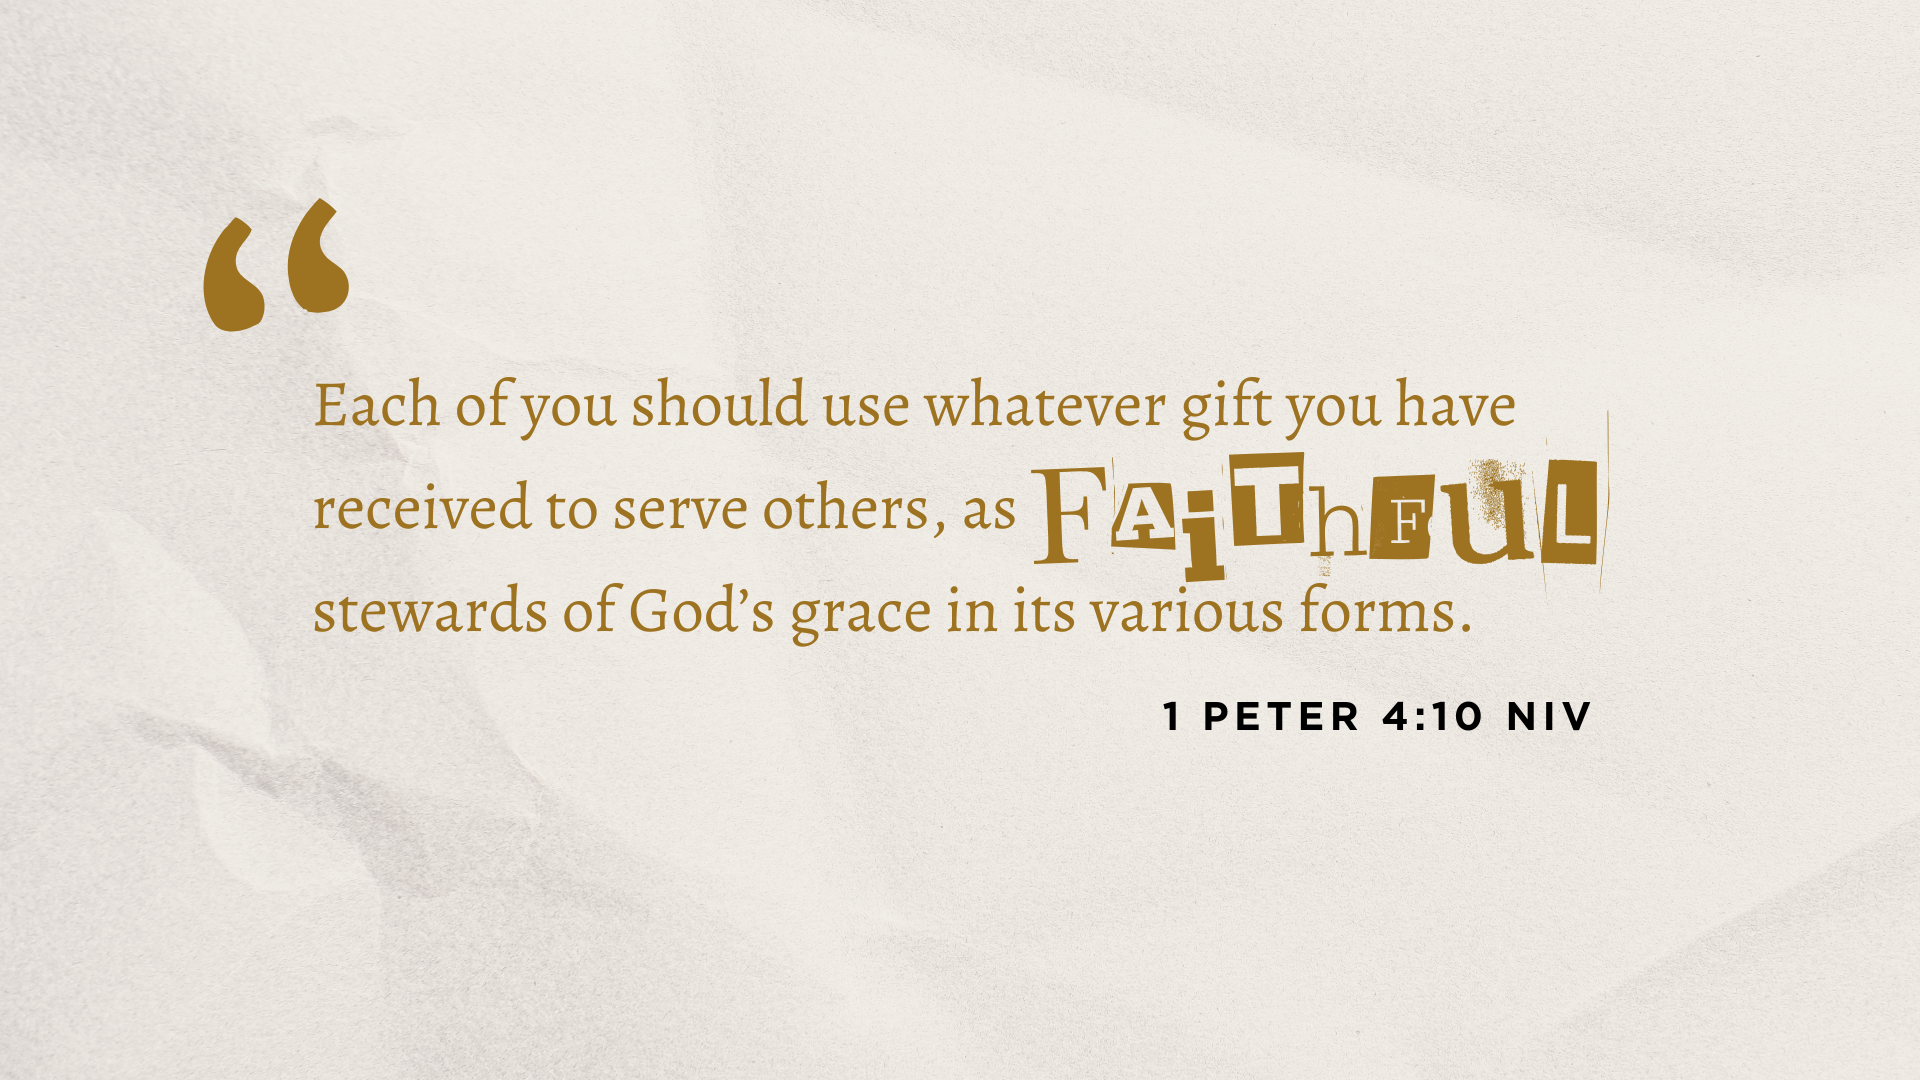 “
Each of you should use whatever gift you have
received to serve others, as FAiThFuL
stewards of God’s grace in its various forms.
1 PETER 4:10 NIV